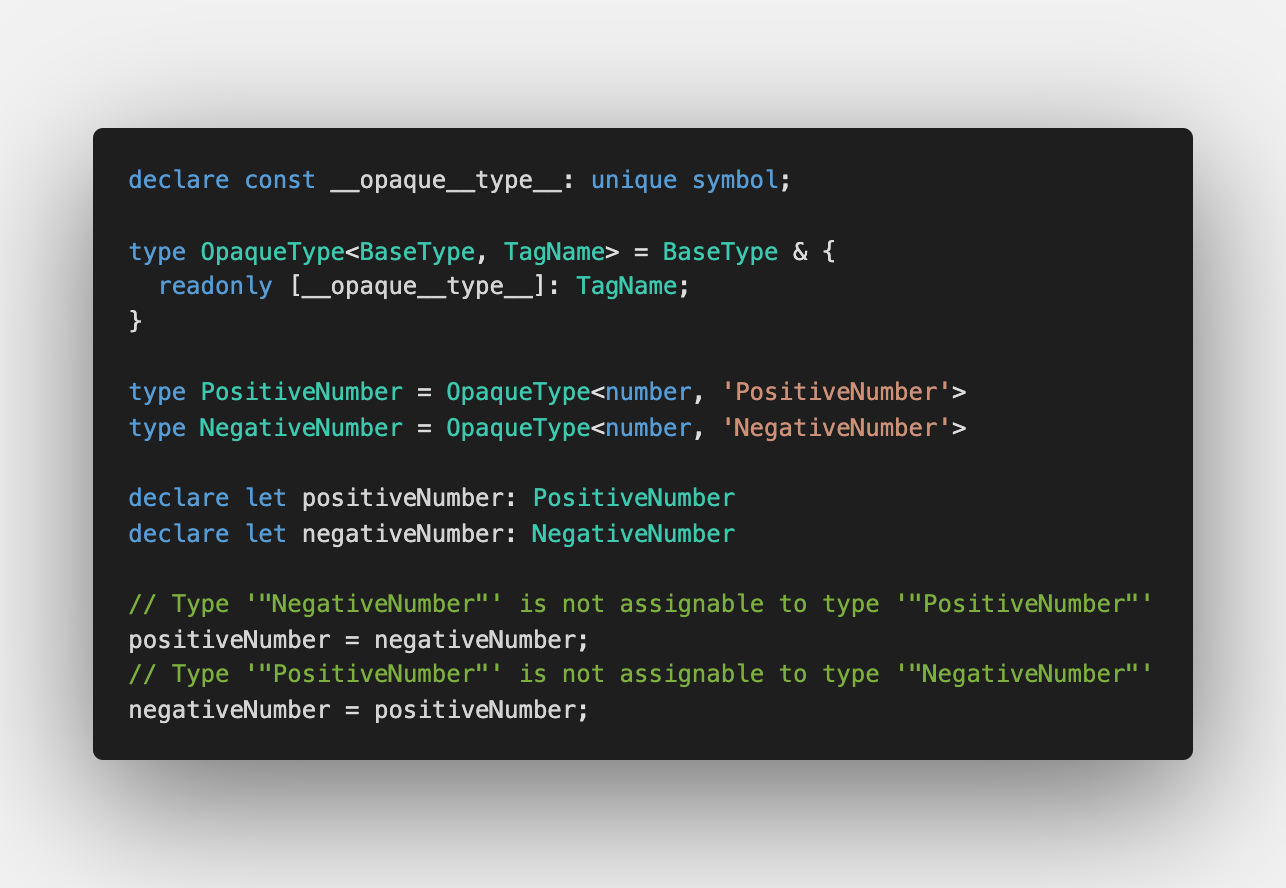 declare const __opaque__type__: unique symbol;
type OpaqueType<BaseType, TagName> = BaseType & {
readonly [__opaque__type__]: TagName;
}
type PositiveNumber = OpaqueType<number, 'PositiveNumber'>
type NegativeNumber = OpaqueType<number, 'NegativeNumber'>
declare let positiveNumber: PositiveNumber
declare let negativeNumber: NegativeNumber
// Type '"NegativeNumber"' is not assignable to type '"PositiveNumber"'
positiveNumber = negativeNumber;
// Type '"PositiveNumber"' is not assignable to type '"NegativeNumber"'
negativeNumber = positiveNumber;